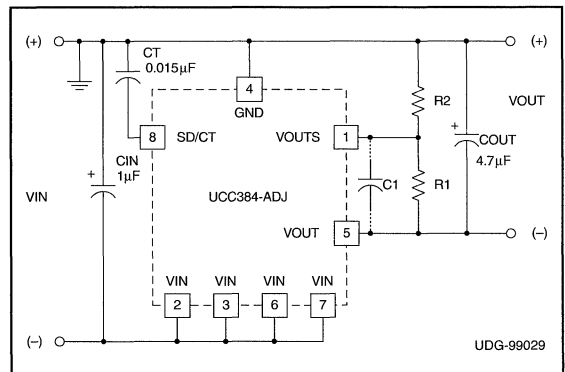 (+)
(+)
CT
0.015µF
4
GND
R2
VOUT
8
SD/CT
VOUTS
1
+
COUT
4.7µF
CIN
+
1µF
C1
R1
VIN
UCC384-ADJ
VOUT
5
(–)
VIN
VIN
VIN
VIN
2
3
6
7
(–)
UDG-99029